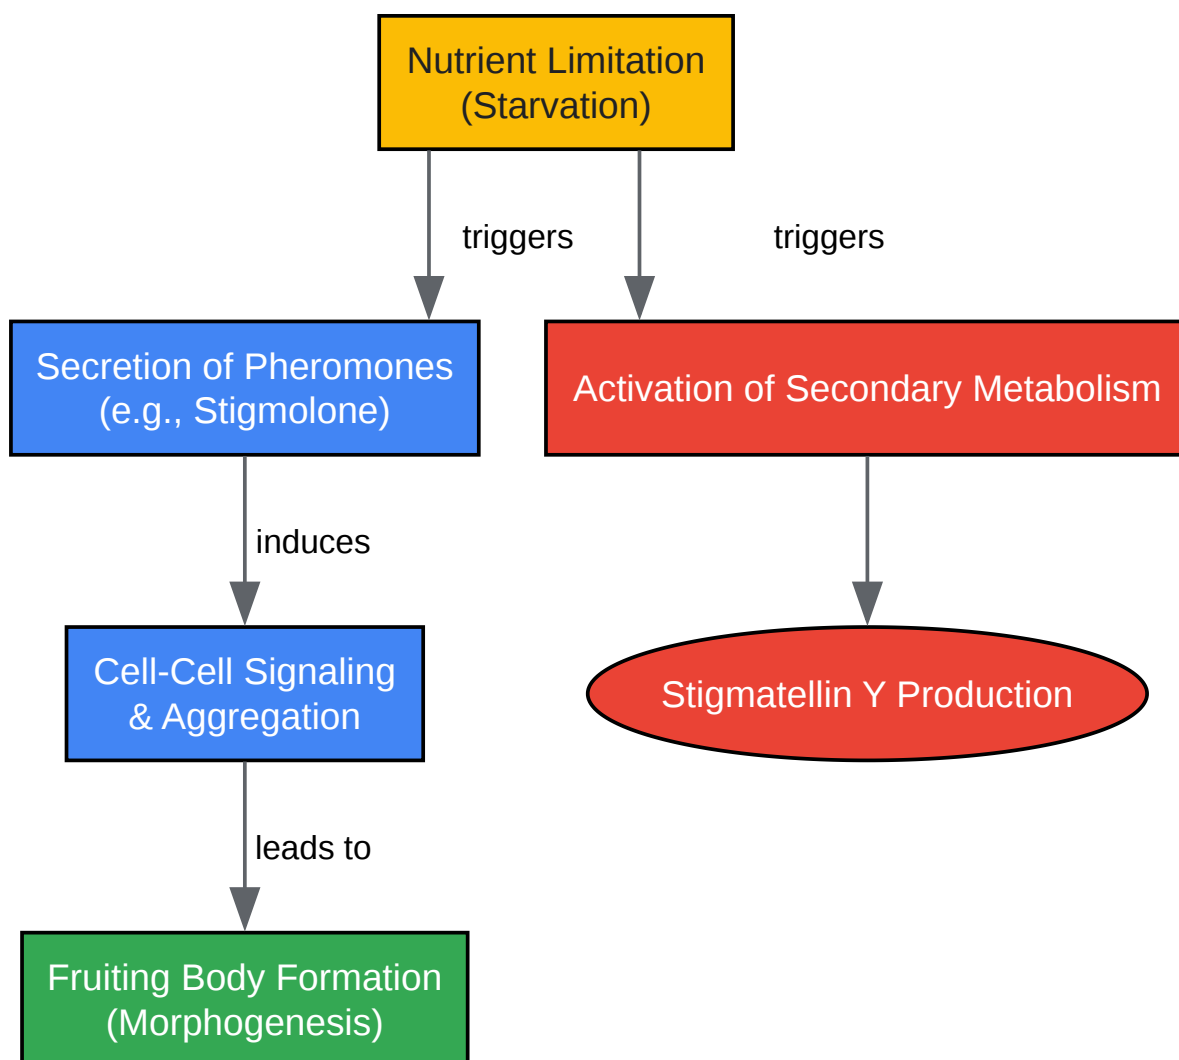 Nutrient Limitation
(Starvation)
triggers
triggers
Secretion of Pheromones
(e.g., Stigmolone)
Activation of Secondary Metabolism
induces
Cell-Cell Signaling
& Aggregation
Stigmatellin Y Production
leads to
Fruiting Body Formation
(Morphogenesis)